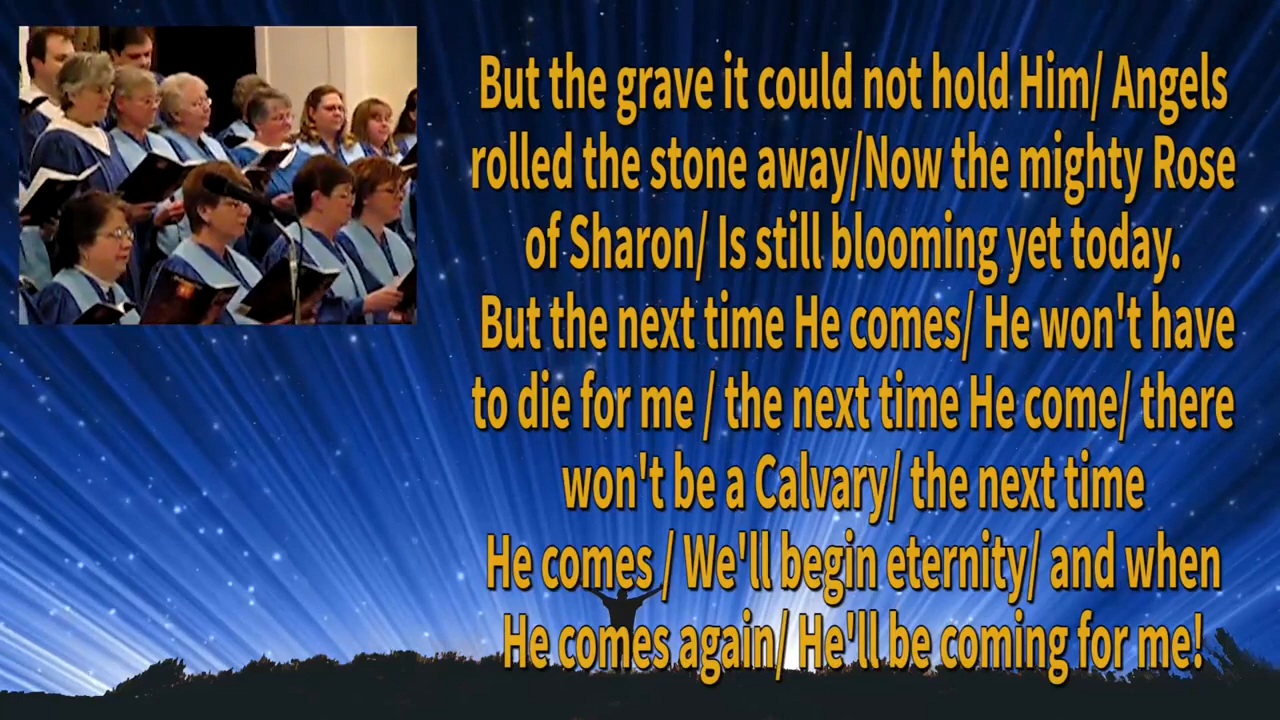 But the grave it could not hold Him/ Angels
rolled the stone away/Now the mighty Rose
of Sharon/ Is still blooming yet today.
But the next time He comes/ He won't have
to die for me / the next time He come/ there
won't be a Calvary/ the next time
He comes / We'll begin eternity/ and when
He comes again/ He'll be coming for me!